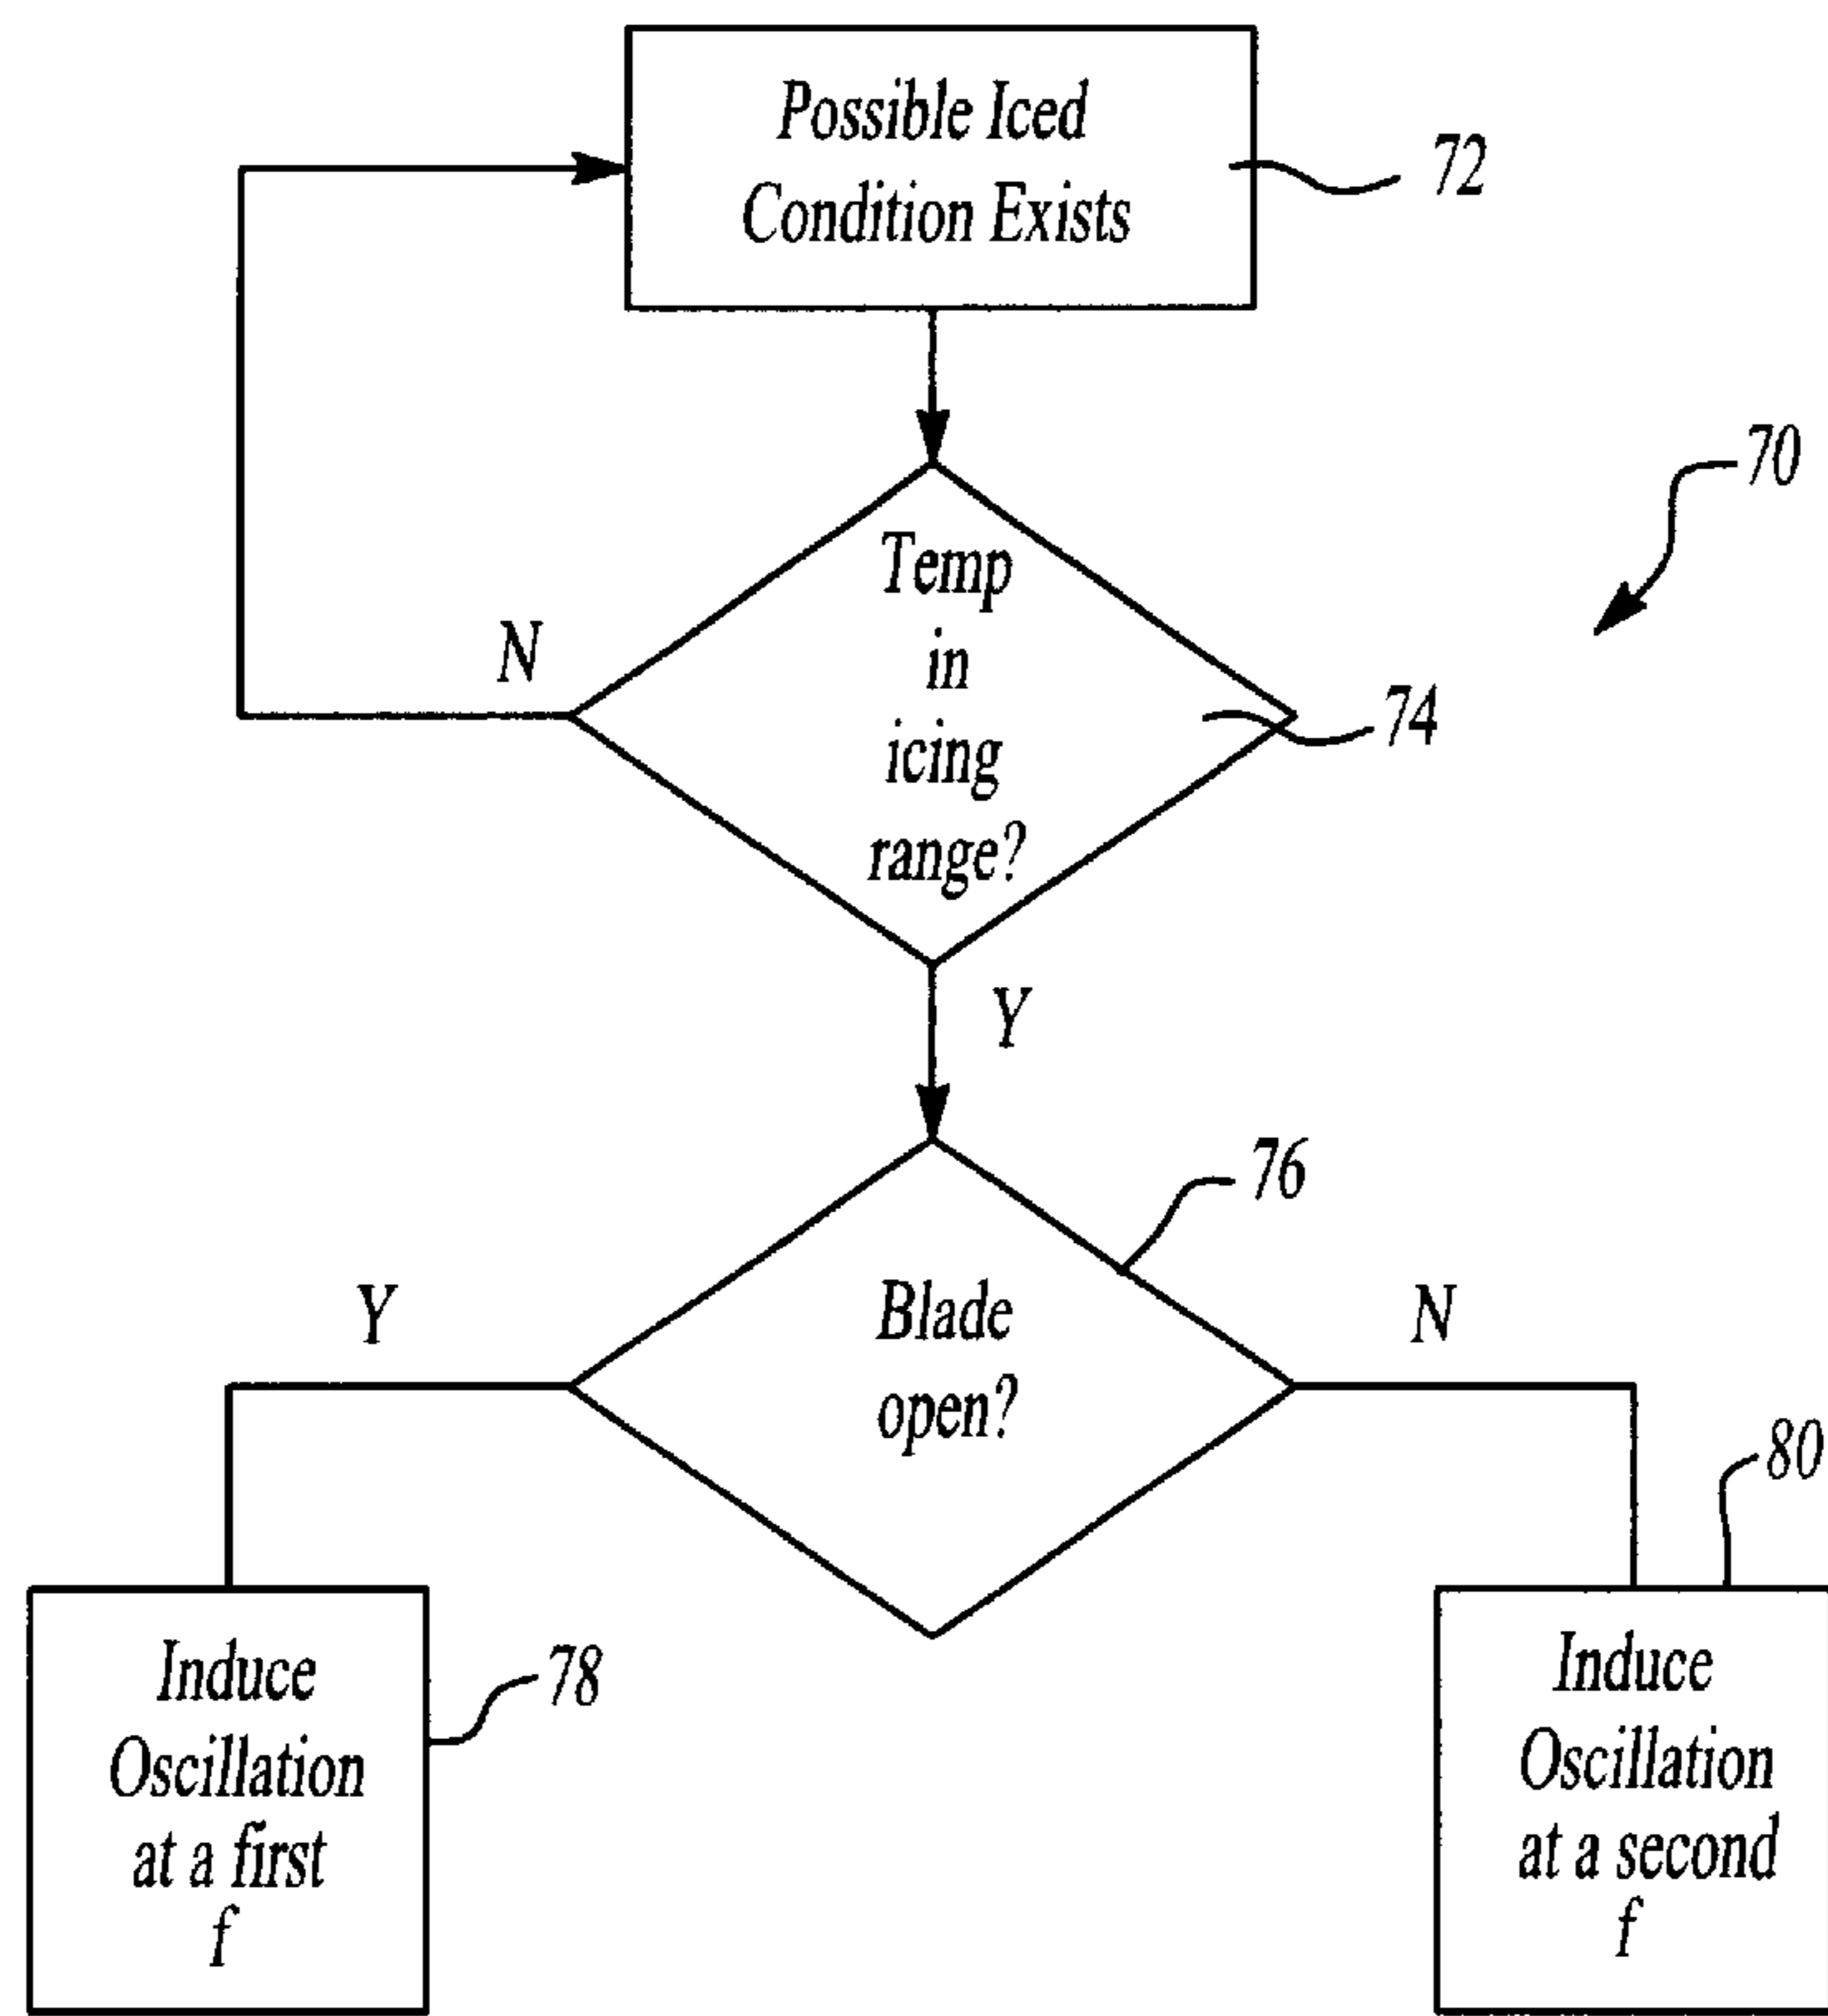 Possible Iced
Condition Exists
72
70
Temp
in
icing
range?
N
74
Y
76
Blade
open?
Y
N
80
Induce
Oscillation
at a first
f
78
Induce
Oscillation
at a second
f